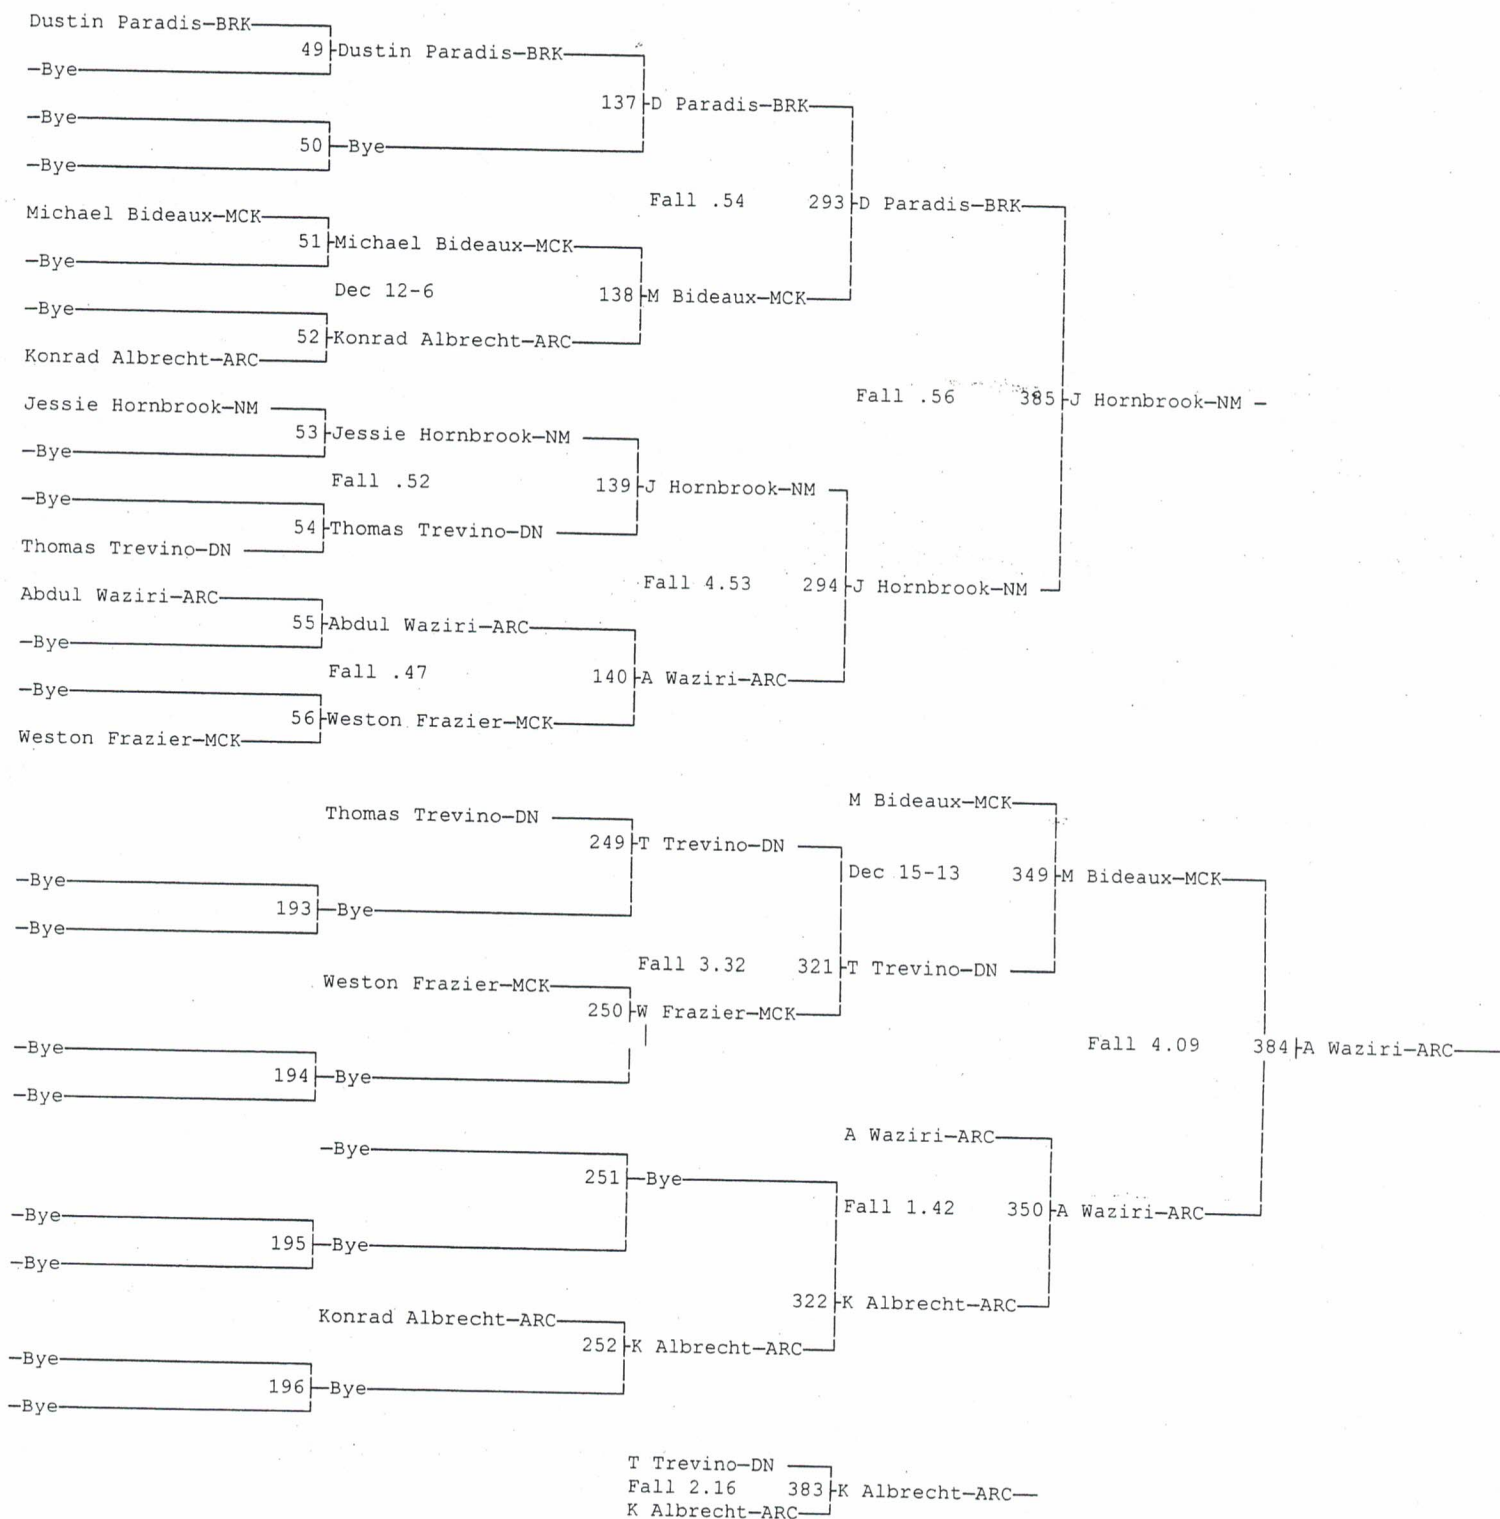 Dustin Paradis-BRK
49 Dustin Paradis-BRK
-Bye
137 D Paradis-BRK
-Bye
50 -Bye
-Bye
Fall .54 293 D Paradis-BRK
Michael Bideaux-MCK
51 Michael Bideaux-MCK
-Bye
Dec 12-6 138 M Bideaux-MCK
-Bye
52 Konrad Albrecht-ARC
Konrad Albrecht-ARC
Fall .56 385 J Hornbrook-NM -
Jessie Hornbrook-NM
53 Jessie Hornbrook-NM
-Bye
Fall .52 139 J Hornbrook-NM
-Bye
54 Thomas Trevino-DN
Thomas Trevino-DN
Fall 4.53 294 J Hornbrook-NM
Abdul Waziri-ARC
55 Abdul Waziri-ARC
-Bye
Fall .47 140 A Waziri-ARC
-Bye
56 Weston Frazier-MCK
Weston Frazier-MCK
M Bideaux-MCK
Thomas Trevino-DN
249 T Trevino-DN
Dec 15-13 349 M Bideaux-MCK
-Bye
193 -Bye
-Bye
Fall 3.32 321 T Trevino-DN
Weston Frazier-MCK
250 W Frazier-MCK
Fall 4.09 384 A Waziri-ARC
-Bye
194 -Bye
-Bye
A Waziri-ARC
-Bye
251 -Bye
Fall 1.42 350 A Waziri-ARC
-Bye
195 -Bye
-Bye
322 K Albrecht-ARC
Konrad Albrecht-ARC
252 K Albrecht-ARC
-Bye
196 -Bye
-Bye
T Trevino-DN
Fall 2.16 383 K Albrecht-ARC
K Albrecht-ARC